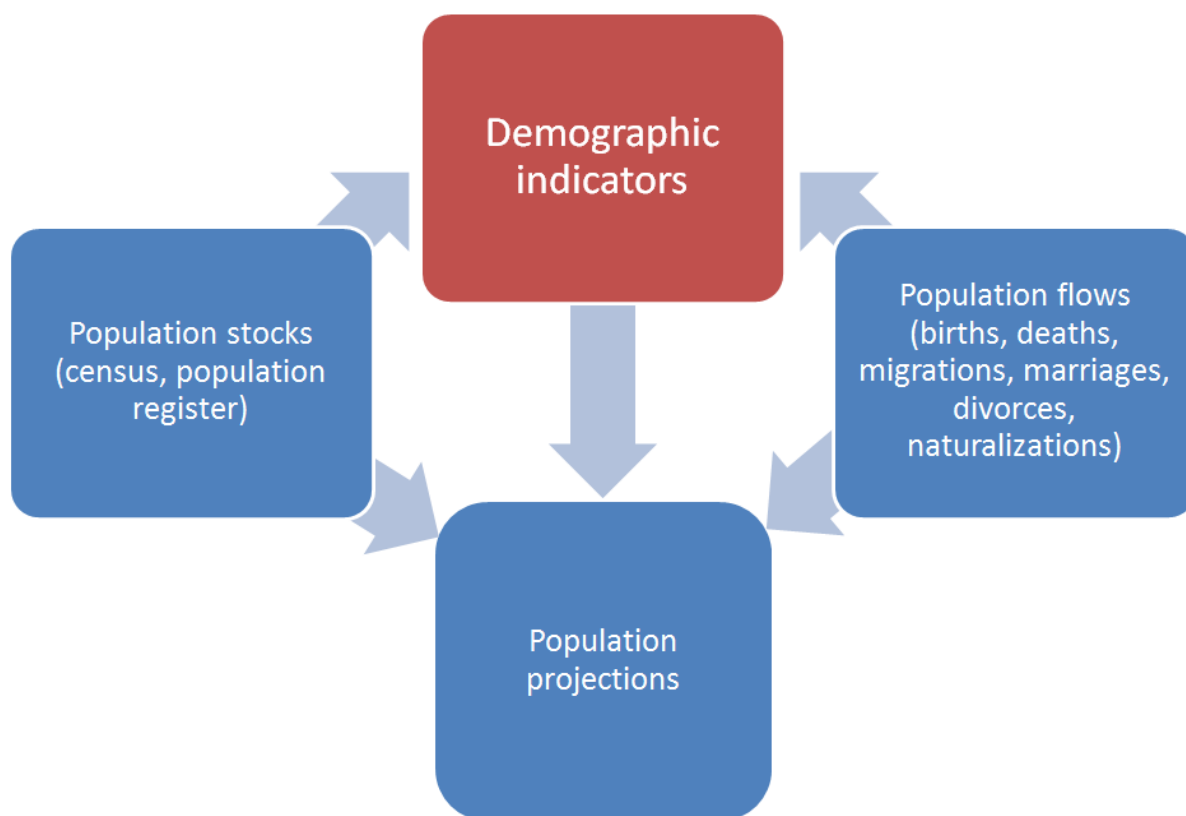 Demographic
indicators
Population stocks
(census, population
register)
Population flows
(births, deaths,
migrations, marriages,
divorces,
naturalizations)
Population
projections